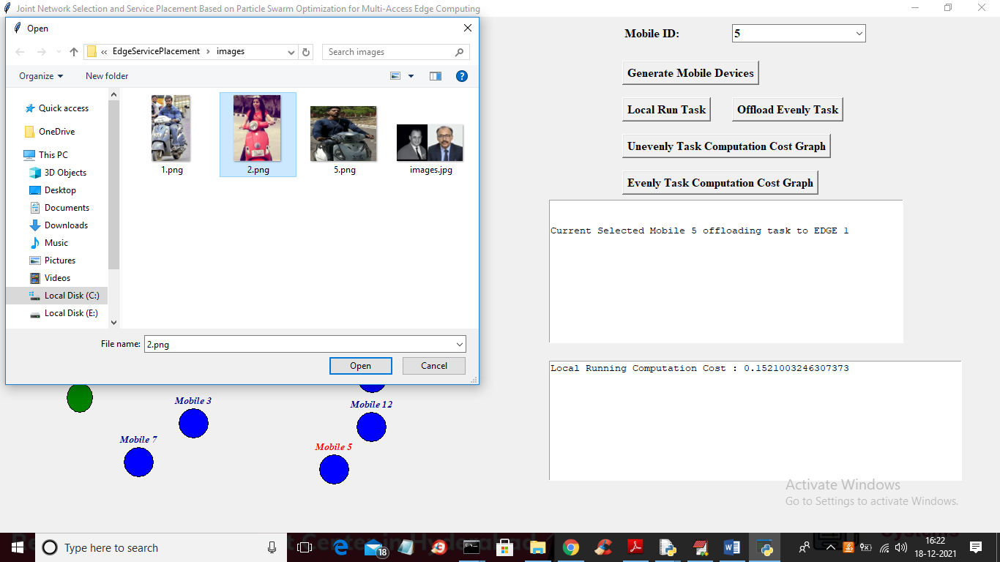 Joint Network Selection and Service Placement Based on Particle Swarm Optimization for Multi-Access Edge Computing
Open
« EdgeServicePlacement › images
Search images
Organize
New folder
Quick access
OneDrive
This PC
3D Objects
Desktop
Documents
Downloads
Music
Pictures
Videos
Local Disk (C:)
Local Disk (E:)
1.png
2.png
5.png
images.jpg
File name:
2.png
Open
Cancel
Mobile ID:
5
Generate Mobile Devices
Local Run Task
Offload Evenly Task
Unevenly Task Computation Cost Graph
Evenly Task Computation Cost Graph
Current Selected Mobile 5 offloading task to EDGE 1
Local Running Computation Cost : 0.1521003246307373
Mobile 3
Mobile 12
Mobile 7
Mobile 5
Activate Windows
Go to Settings to activate Windows.
Type here to search
18
16:22
18-12-2021